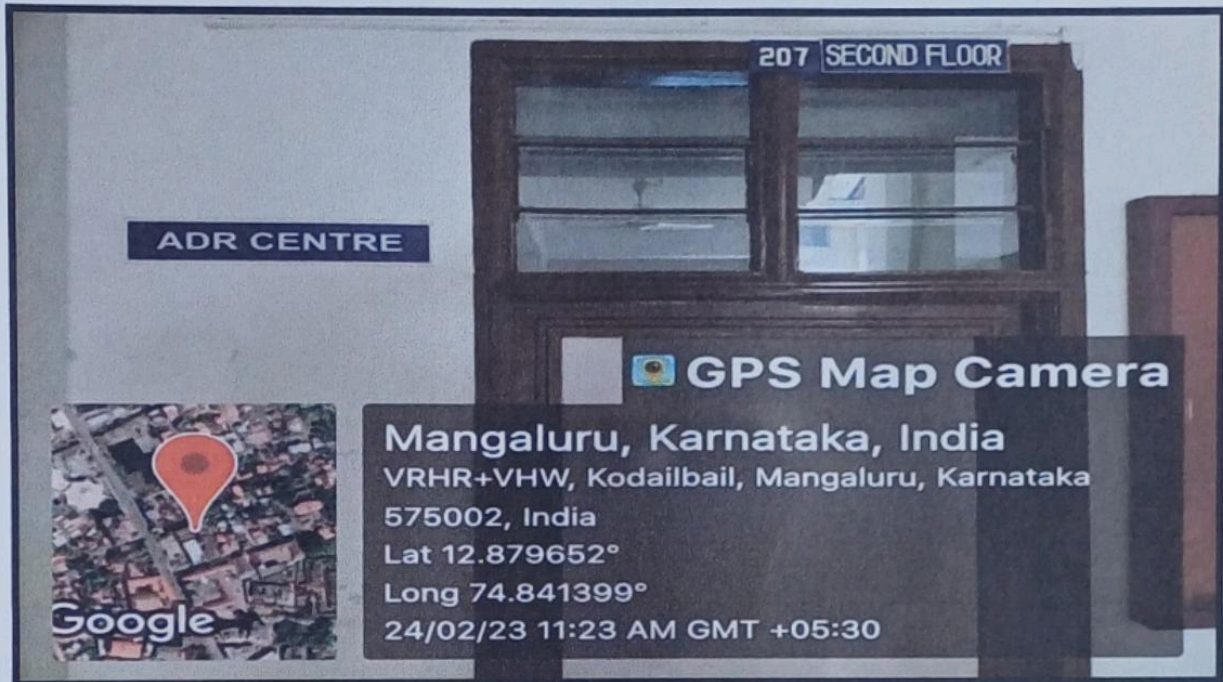 207 SECOND FLOOR
ADR CENTRE
GPS Map Camera
Mangaluru, Karnataka, India
VRHR+VHW, Kodailbail, Mangaluru, Karnataka
575002, India
Lat 12.879652°
Long 74.841399°
24/02/23 11:23 AM GMT +05:30
Google